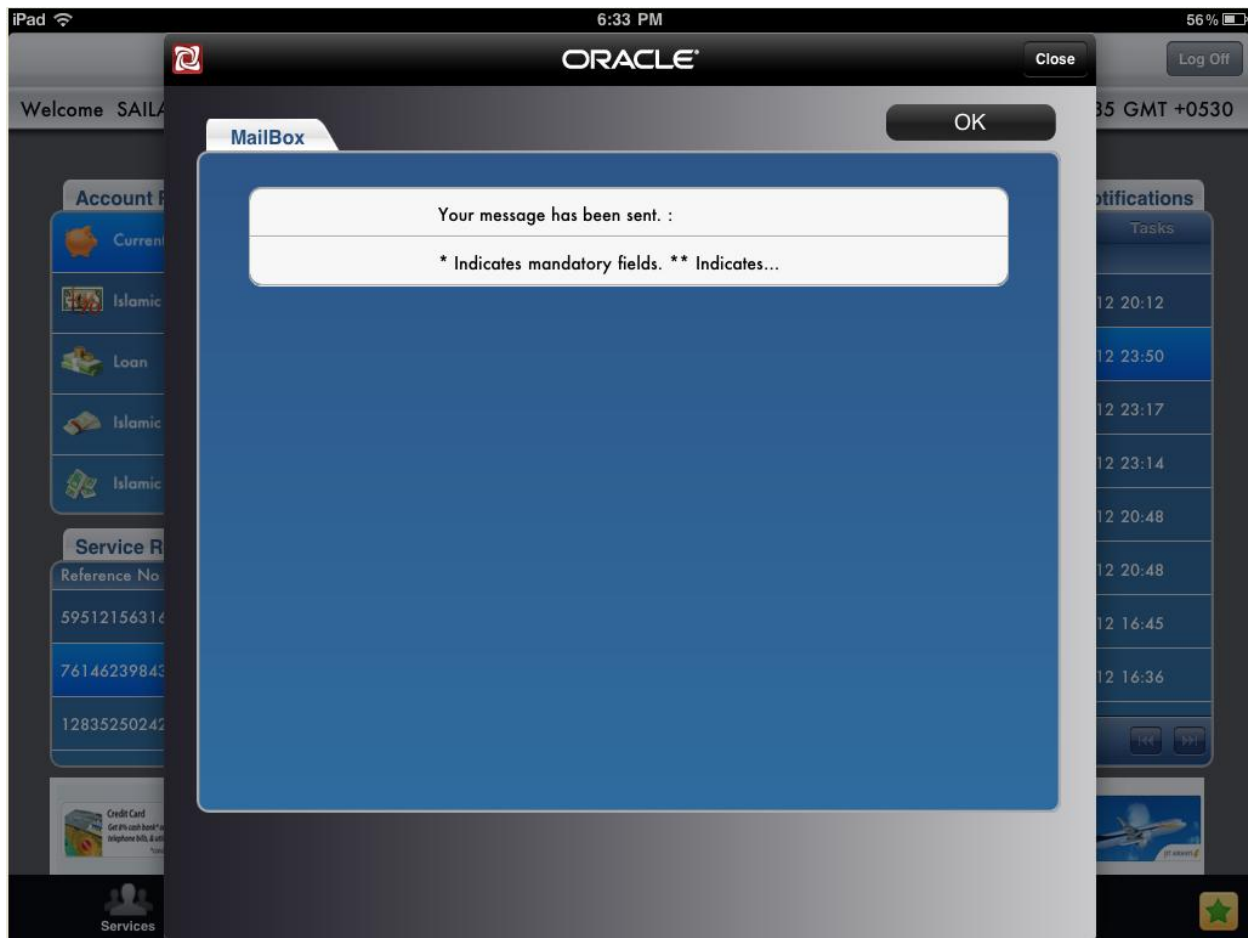 iPad 6:33 PM 56%
ORACLE
Close
Log Off
Welcome SAILA
35 GMT +0530
MailBox
OK
Your message has been sent. :
* Indicates mandatory fields. ** Indicates...
Account
Current
Islamic
Loan
Islamic
Islamic
Service R
Reference No
59512156316
76146239843
12835250242
otifications
Tasks
12 20:12
12 23:50
12 23:17
12 23:14
12 20:48
12 20:48
12 16:45
12 16:36
Credit Card
Services